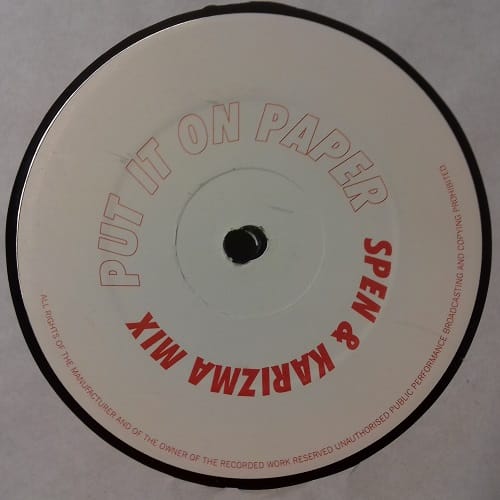 PUT IT ON PAPER
SPEN & KARIZMA MIX
ALL RIGHTS OF THE MANUFACTURER AND OF THE OWNER OF THE RECORDED WORK RESERVED UNAUTHORISED PUBLIC PERFORMANCE BROADCASTING AND COPYING PROHIBITED